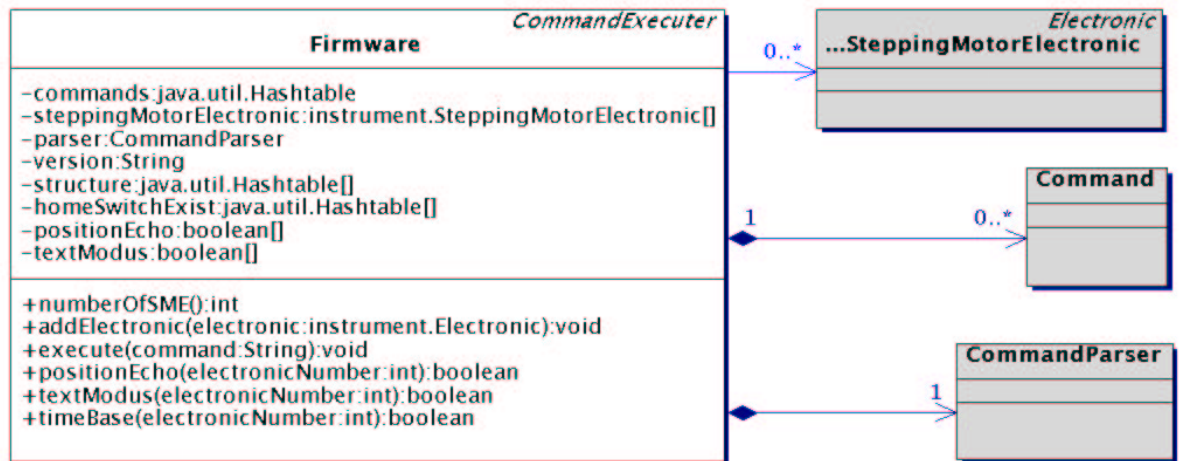 CommandExecuter
Firmware
-commands:java.util.Hashtable
-steppingMotorElectronic:instrument.SteppingMotorElectronic[]
-parser:CommandParser
-version:String
-structure:java.util.Hashtable[]
-homeSwitchExist:java.util.Hashtable[]
-positionEcho:boolean[]
-textModus:boolean[]
+numberOfSME():int
+addElectronic(electronic:instrument.Electronic):void
+execute(command:String):void
+positionEcho(electronicNumber:int):boolean
+textModus(electronicNumber:int):boolean
+timeBase(electronicNumber:int):boolean
0..*
Electronic
...SteppingMotorElectronic
1
0..*
Command
1
CommandParser